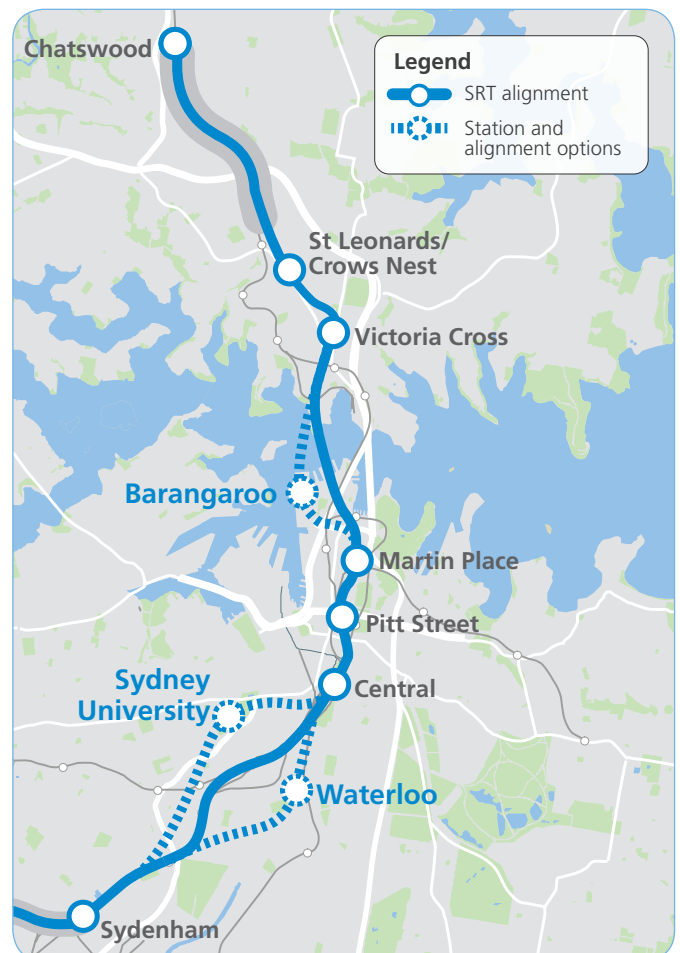 Chatswood
Legend
SRT alignment
Station and
alignment options
St Leonards/
Crows Nest
Victoria Cross
Barangaroo
Martin Place
Pitt Street
Sydney
University
Central
Waterloo
Sydenham